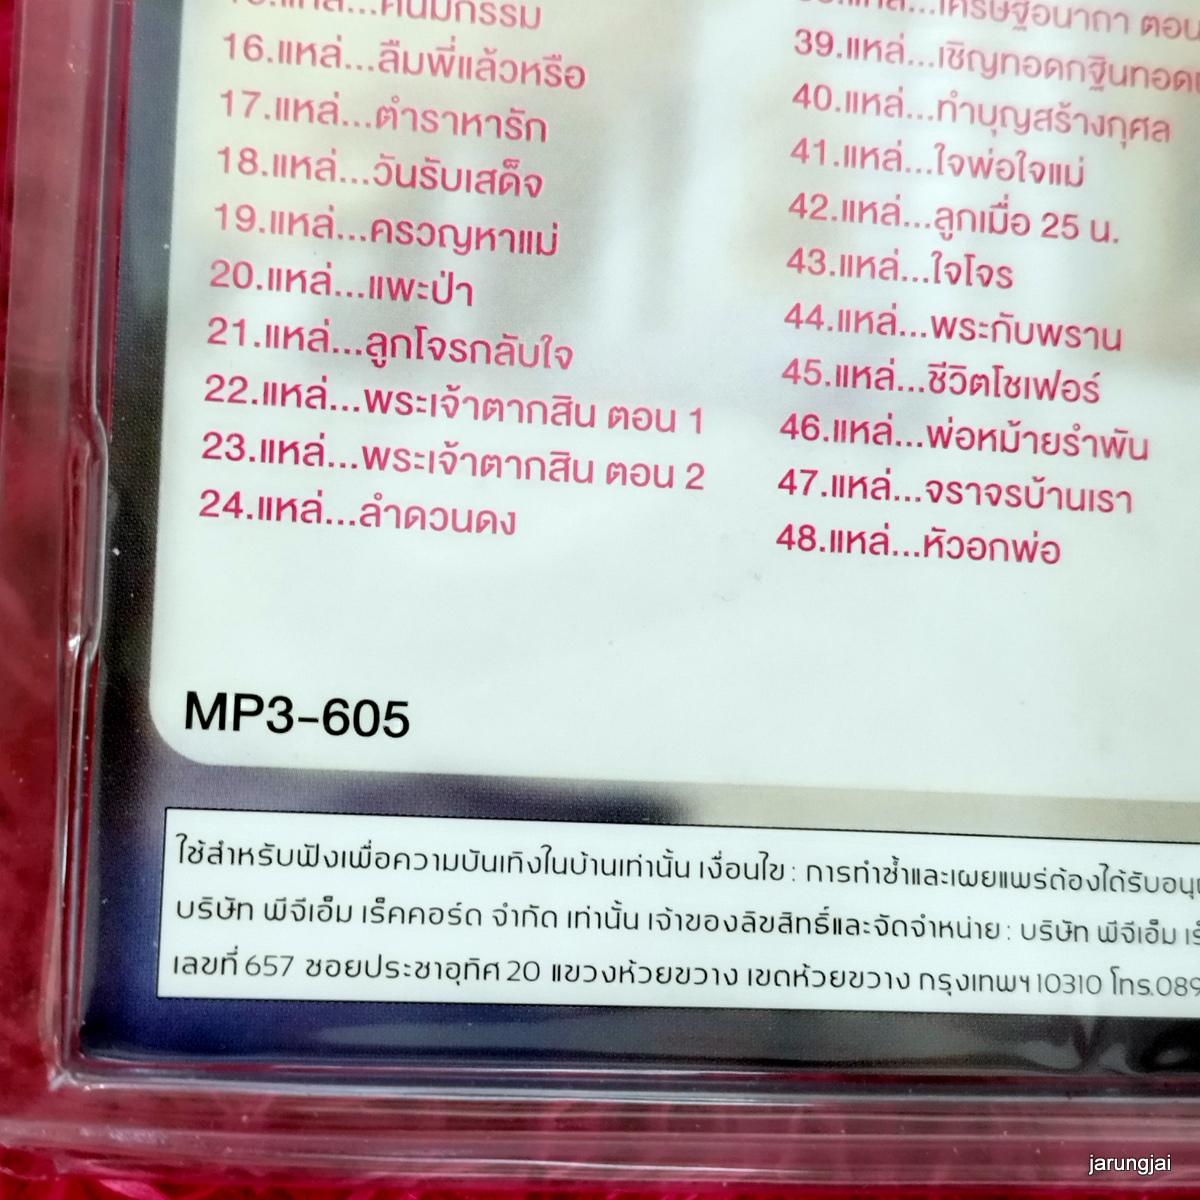 16.แหล่...ลืมพี่แล้วหรือ
17.แหล่...ตำราหารัก
18.แหล่...วันรับเสด็จ
19.แหล่...ครวญหาแม่
20.แหล่...แพะป่า
21.แหล่...ลูกโจรกลับใจ
22.แหล่...พระเจ้าตากสิน ตอน 1
23.แหล่...พระเจ้าตากสิน ตอน 2
24.แหล่...ลำดวนดง
39.แหล่...เชิญทอดกฐินทอด
40.แหล่...ทำบุญสร้างกุศล
41.แหล่...ใจพ่อใจแม่
42.แหล่...ลูกเมื่อ 25 น.
43.แหล่...ใจโจร
44.แหล่...พระกับพราน
45.แหล่...ชีวิตโชเฟอร์
46.แหล่...พ่อหม้ายรำพัน
47.แหล่...จราจรบ้านเรา
48.แหล่...หัวอกพ่อ
MP3-605
ใช้สำหรับฟังเพื่อความบันเทิงในบ้านเท่านั้น เงื่อนไข : การทำซ้ำและเผยแพร่ต้องได้รับ
บริษัท พีจีเอ็ม เร็คคอร์ด จำกัด เท่านั้น เจ้าของลิขสิทธิ์และจัดจำหน่าย : บริษัท พีจีเอ็ม
เลขที่ 657 ซอยประชาอุทิศ 20 แขวงห้วยขวาง เขตห้วยขวาง กรุงเทพฯ 10310 โทร.089
jarungjai